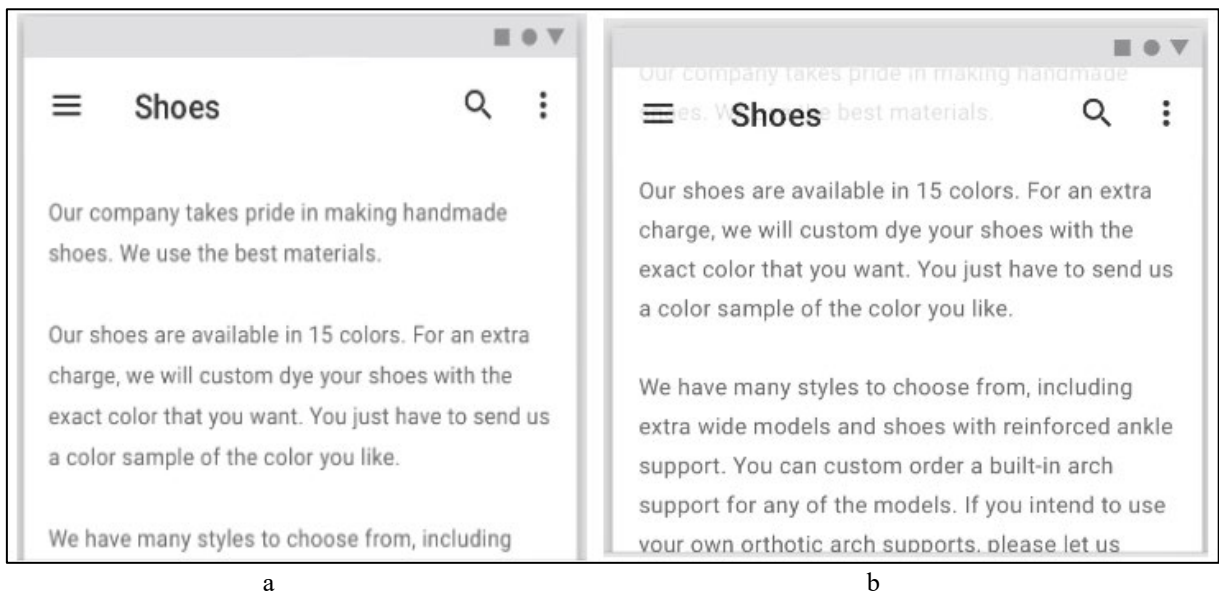 Shoes
Our company takes pride in making handmade
shoes. We use the best materials.
Our shoes are available in 15 colors. For an extra
charge, we will custom dye your shoes with the
exact color that you want. You just have to send us
a color sample of the color you like.
We have many styles to choose from, including
a
Our company takes pride in making handmade
Shoes
best materials.
Our shoes are available in 15 colors. For an extra
charge, we will custom dye your shoes with the
exact color that you want. You just have to send us
a color sample of the color you like.
We have many styles to choose from, including
extra wide models and shoes with reinforced ankle
support. You can custom order a built-in arch
support for any of the models. If you intend to use
your own orthotic arch supports, please let us
b